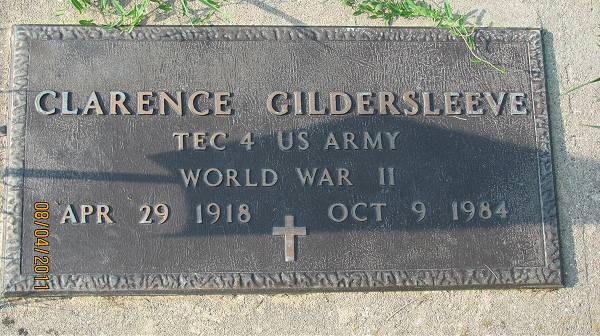 CLARENCE GILDERSLEEVE
TEC 4 US ARMY
WORLD WAR II
APR 29 1918 OCT 9 1984
08/04/2011